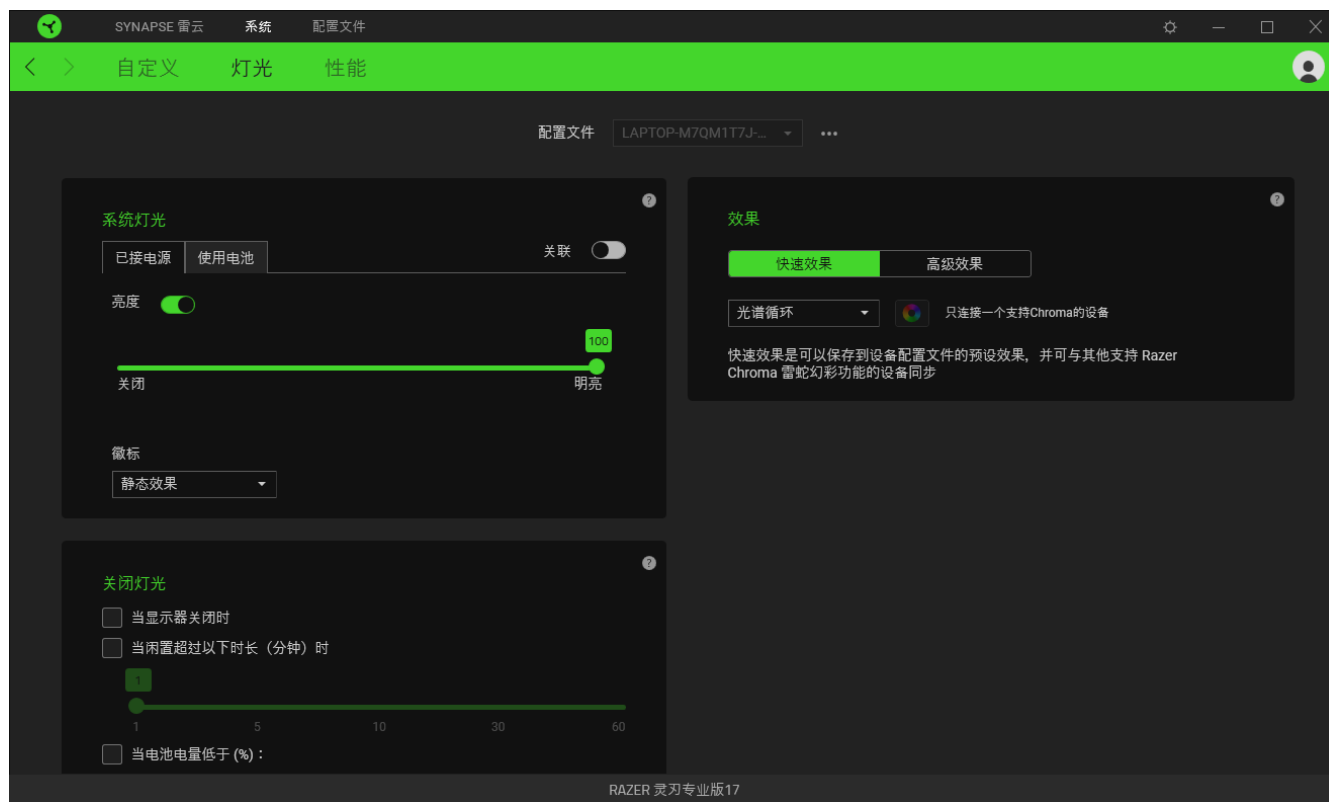 SYNAPSE 雷云 系统 配置文件
自定义 灯光 性能
配置文件 LAPTOP-M7QM1T7J-...
系统灯光
已接电源 使用电池 关联
亮度
100
关闭 明亮
徽标
静态效果
效果
快速效果 高级效果
光谱循环 只连接一个支持Chroma的设备
快速效果是可以保存到设备配置文件的预设效果，并可与其他支持 Razer
Chroma 雷蛇幻彩功能的设备同步
关闭灯光
当显示器关闭时
当闲置超过以下时长（分钟）时
1
1 5 10 30 60
当电池电量低于 (%)：
RAZER 灵刃专业版17